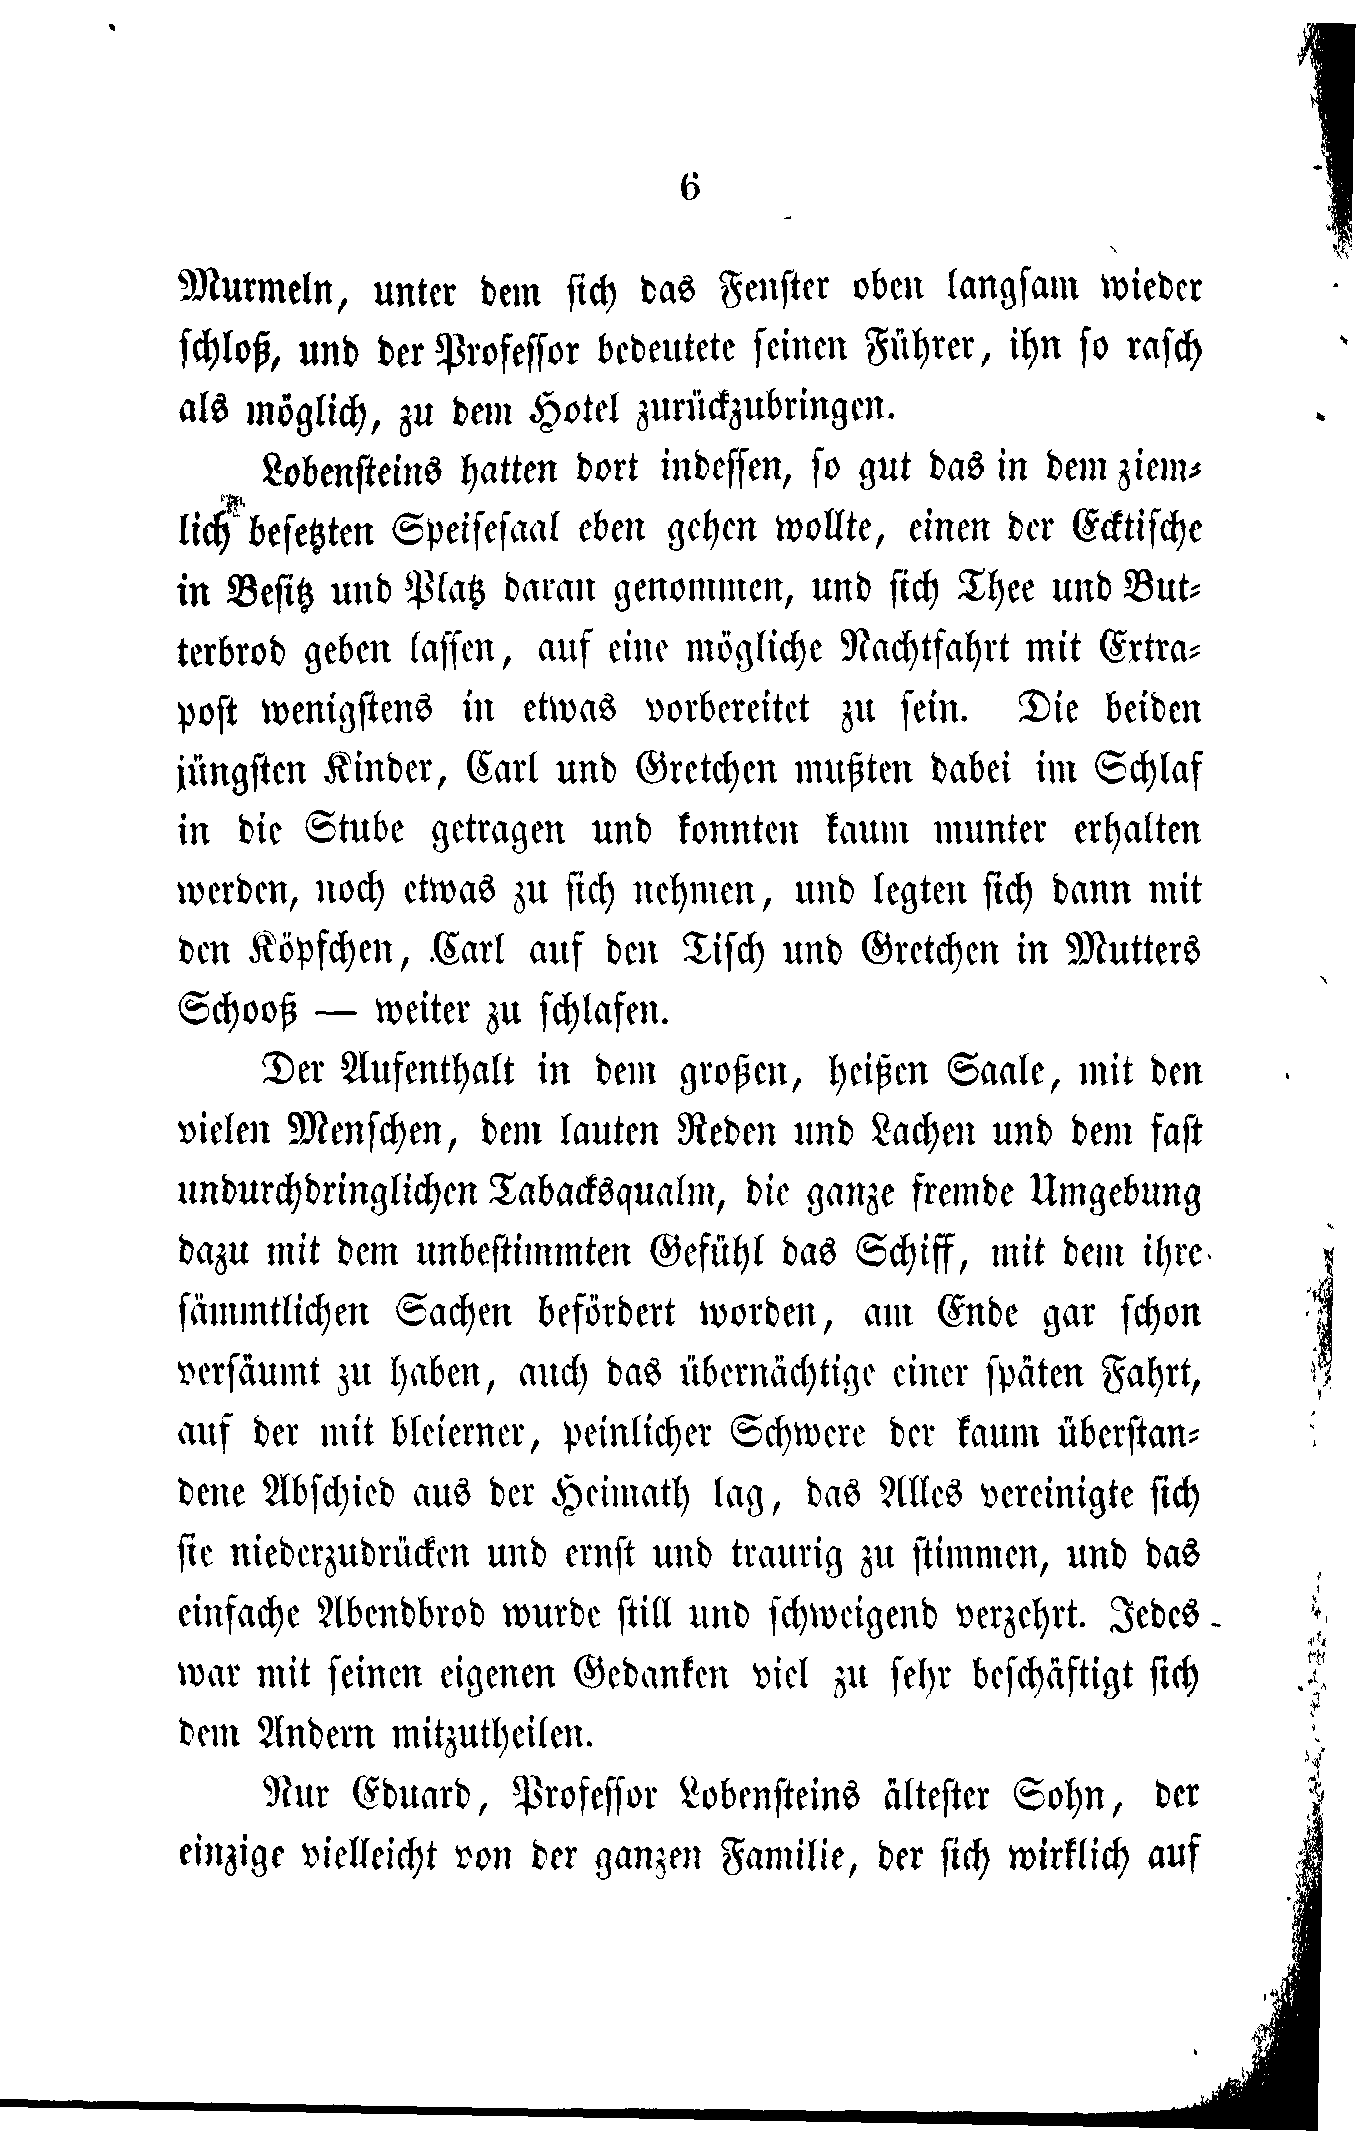 6
Murmeln, unter dem sich das Fenster oben langsam wieder
schloß, und der Professor bedeutete seinen Führer, ihn so rasch
als möglich, zu dem Hotel zurückzubringen.
Lobensteins hatten dort indessen, so gut das in dem ziem-
lich besetzten Speisesaal eben gehen wollte, einen der Ecktische
in Besitz und Platz daran genommen, und sich Thee und But-
terbrod geben lassen, auf eine mögliche Nachtfahrt mit Extra-
post wenigstens in etwas vorbereitet zu sein. Die beiden
jüngsten Kinder, Carl und Gretchen mußten dabei im Schlaf
in die Stube getragen und konnten kaum munter erhalten
werden, noch etwas zu sich nehmen, und legten sich dann mit
den Köpfchen, Carl auf den Tisch und Gretchen in Mutters
Schooß — weiter zu schlafen.
Der Aufenthalt in dem großen, heißen Saale, mit den
vielen Menschen, dem lauten Reden und Lachen und dem fast
undurchdringlichen Tabacksqualm, die ganze fremde Umgebung
dazu mit dem unbestimmten Gefühl das Schiff, mit dem ihre
sämmtlichen Sachen befördert worden, am Ende gar schon
versäumt zu haben, auch das übernächtige einer späten Fahrt,
auf der mit bleierner, peinlicher Schwere der kaum überstan-
dene Abschied aus der Heimath lag, das Alles vereinigte sich
sie niederzudrücken und ernst und traurig zu stimmen, und das
einfache Abendbrod wurde still und schweigend verzehrt. Jedes
war mit seinen eigenen Gedanken viel zu sehr beschäftigt sich
dem Andern mitzutheilen.
Nur Eduard, Professor Lobensteins ältester Sohn, der
einzige vielleicht von der ganzen Familie, der sich wirklich auf